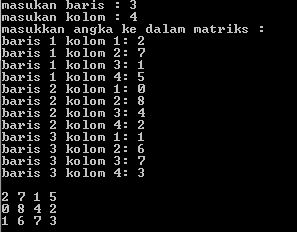 masukan baris : 3
masukan kolom : 4
masukkan angka ke dalam matriks :
baris 1 kolom 1: 2
baris 1 kolom 2: 7
baris 1 kolom 3: 1
baris 1 kolom 4: 5
baris 2 kolom 1: 0
baris 2 kolom 2: 8
baris 2 kolom 3: 4
baris 2 kolom 4: 2
baris 3 kolom 1: 1
baris 3 kolom 2: 6
baris 3 kolom 3: 7
baris 3 kolom 4: 3
2 7 1 5
0 8 4 2
1 6 7 3